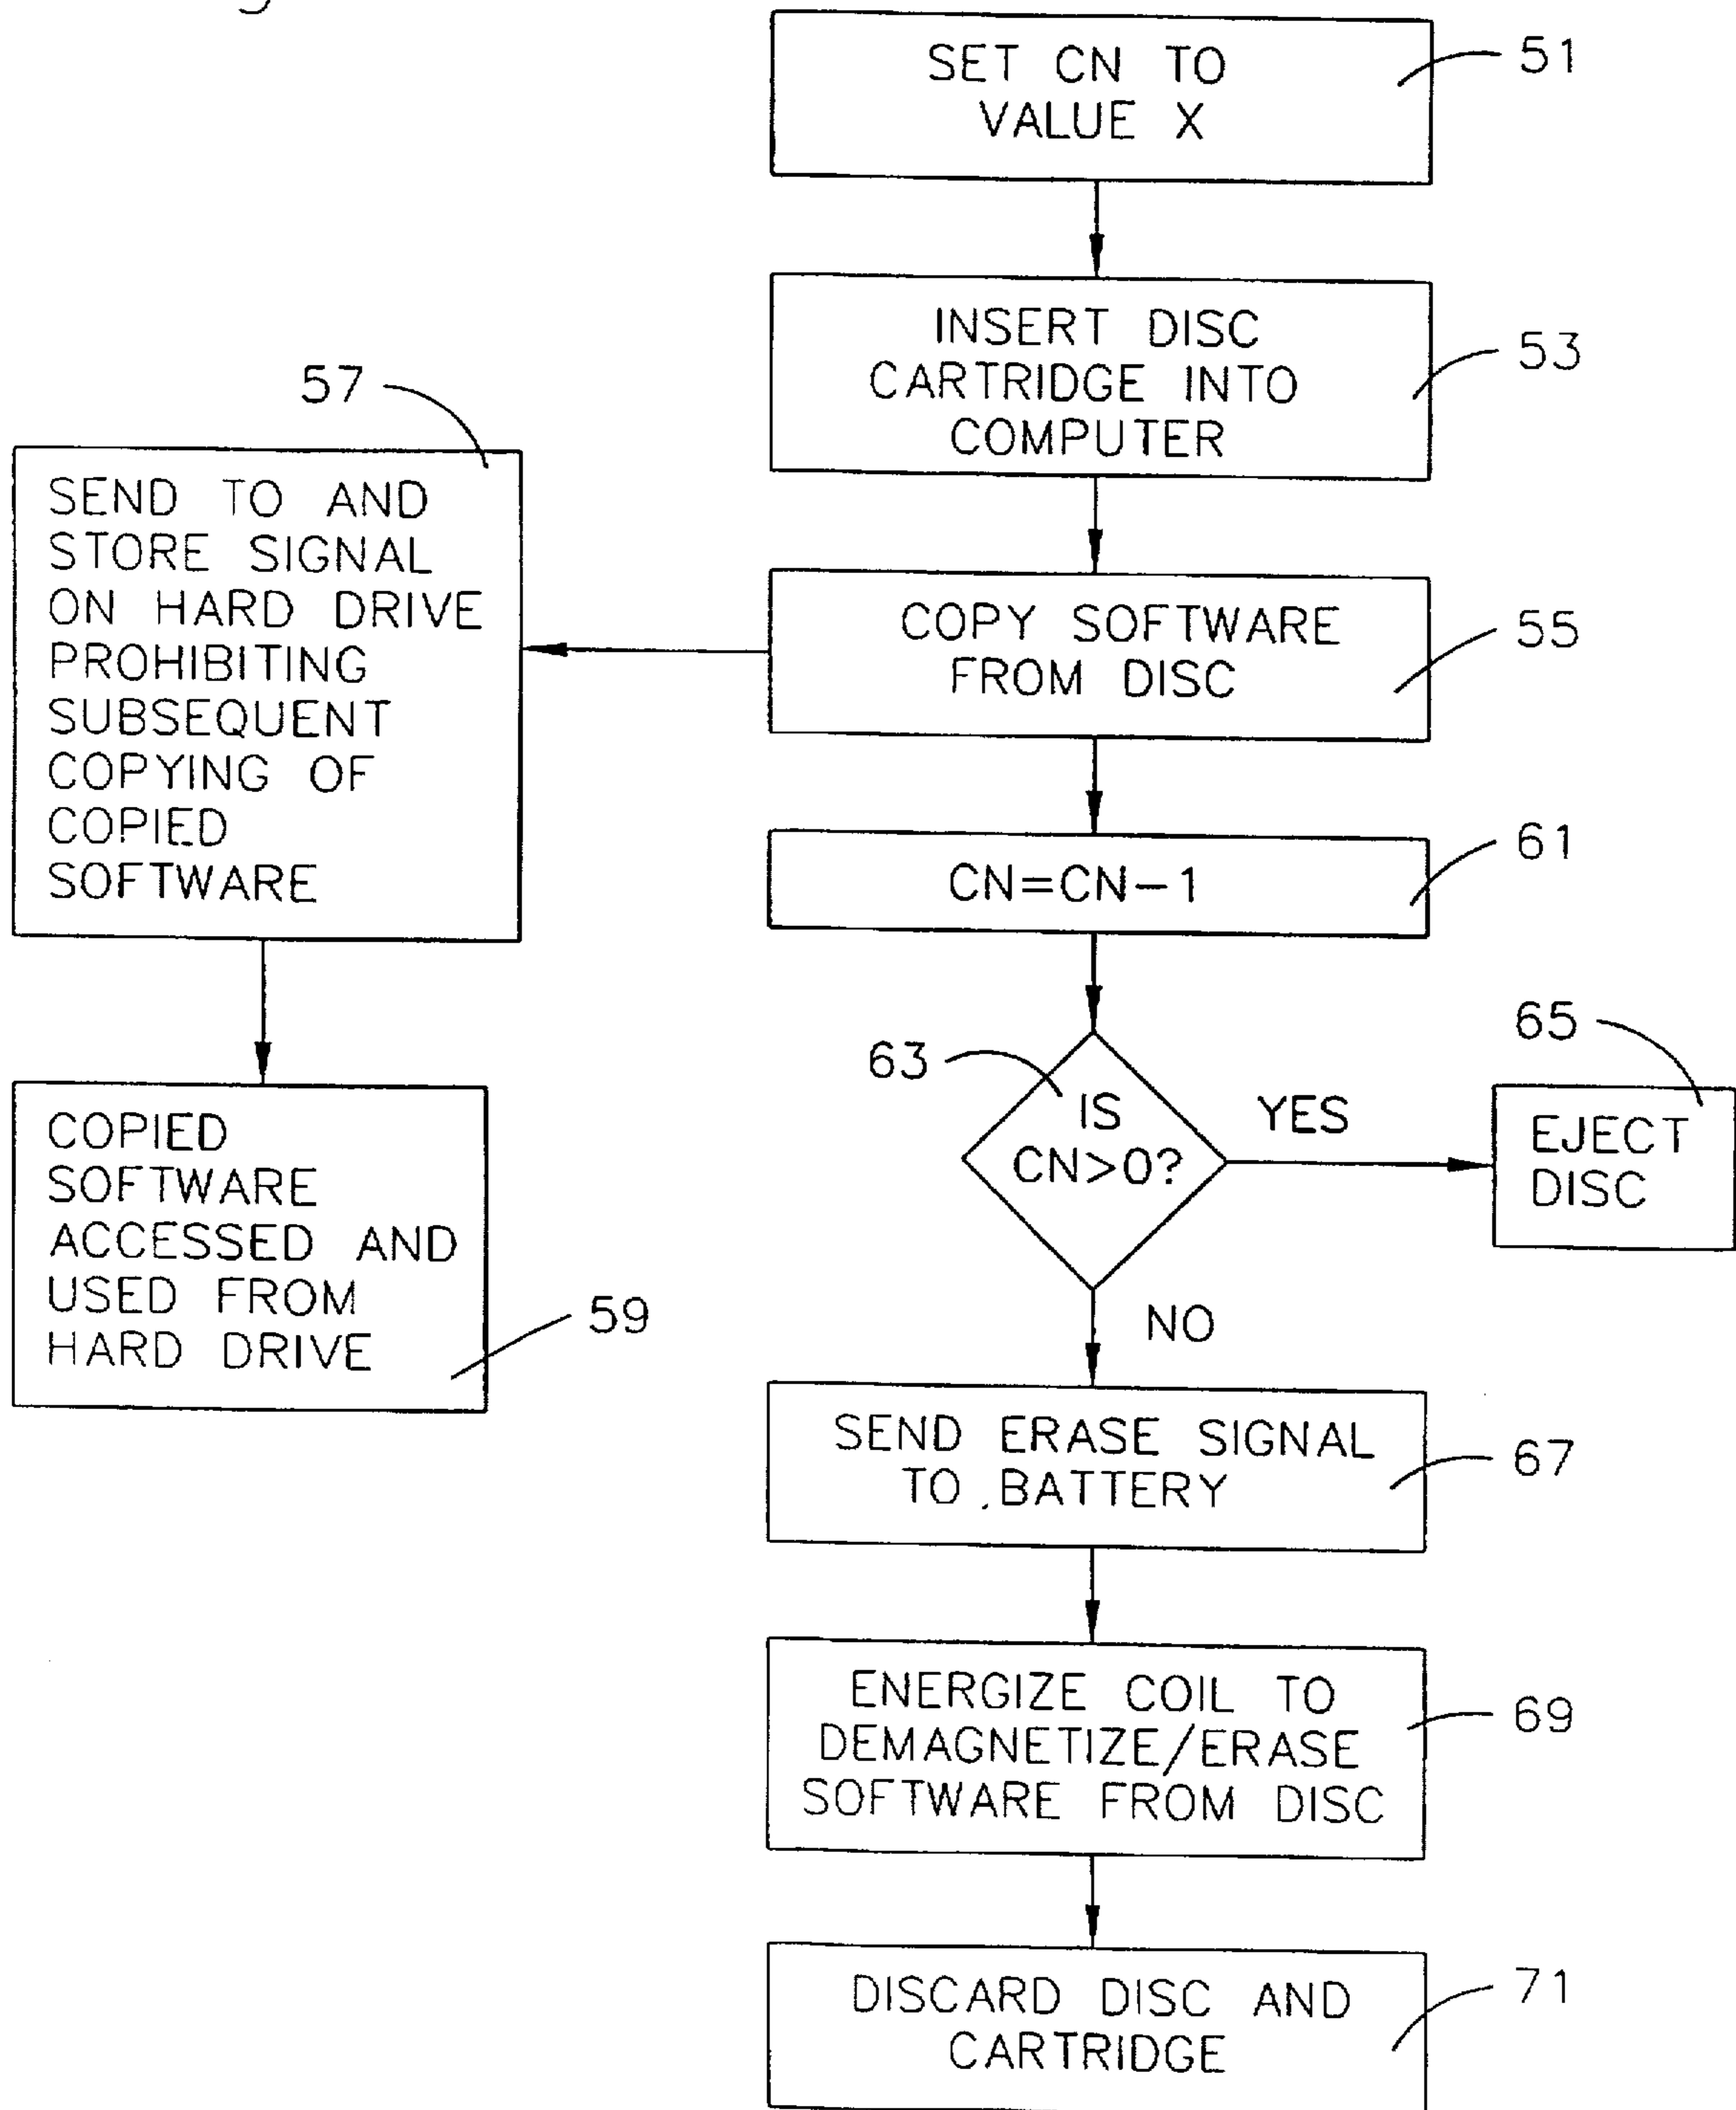 SET CN TO
VALUE X
51
INSERT DISC
CARTRIDGE INTO
COMPUTER
53
COPY SOFTWARE
FROM DISC
55
57
SEND TO AND
STORE SIGNAL
ON HARD DRIVE
PROHIBITING
SUBSEQUENT
COPYING OF
COPIED
SOFTWARE
COPIED
SOFTWARE
ACCESSED AND
USED FROM
HARD DRIVE
59
CN=CN-1
61
63
IS
CN>0?
YES
65
EJECT
DISC
NO
SEND ERASE SIGNAL
TO BATTERY
67
ENERGIZE COIL TO
DEMAGNETIZE/ERASE
SOFTWARE FROM DISC
69
DISCARD DISC AND
CARTRIDGE
71